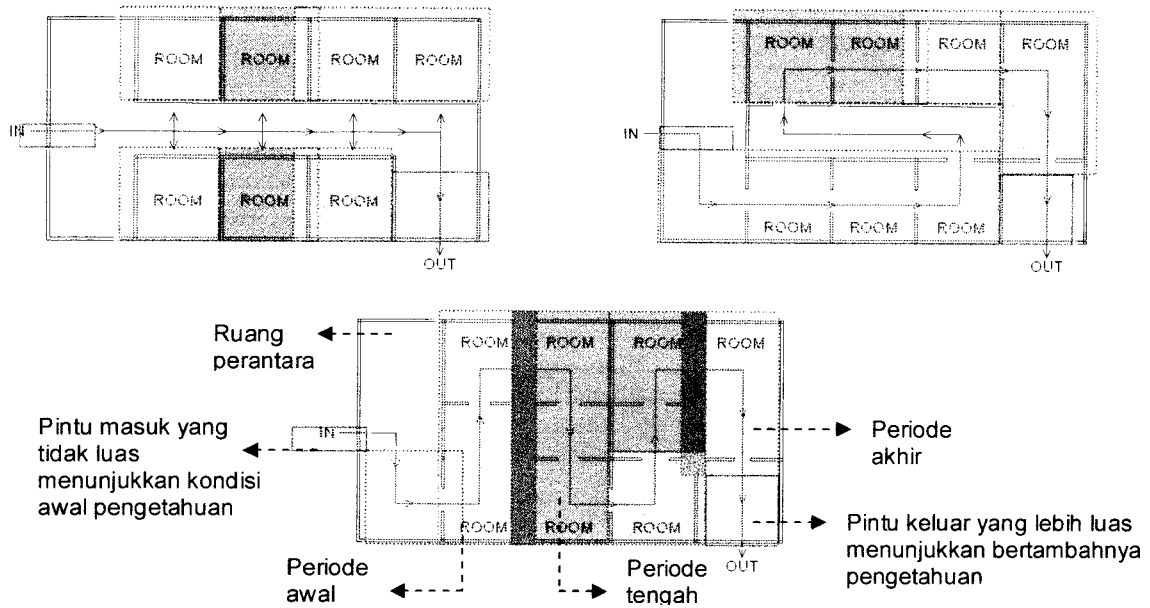 ROOM ROOM ROOM ROOM
IN
ROOM ROOM ROOM
OUT
ROOM ROOM ROOM ROOM
IN
ROOM ROOM ROOM
OUT
Ruang
perantara
ROOM ROOM ROOM ROOM
Pintu masuk yang
tidak luas
menunjukkan kondisi
awal pengetahuan
IN
Periode
akhir
ROOM ROOM ROOM
Pintu keluar yang lebih luas
menunjukkan bertambahnya
pengetahuan
Periode
awal
Periode
tengah
OUT